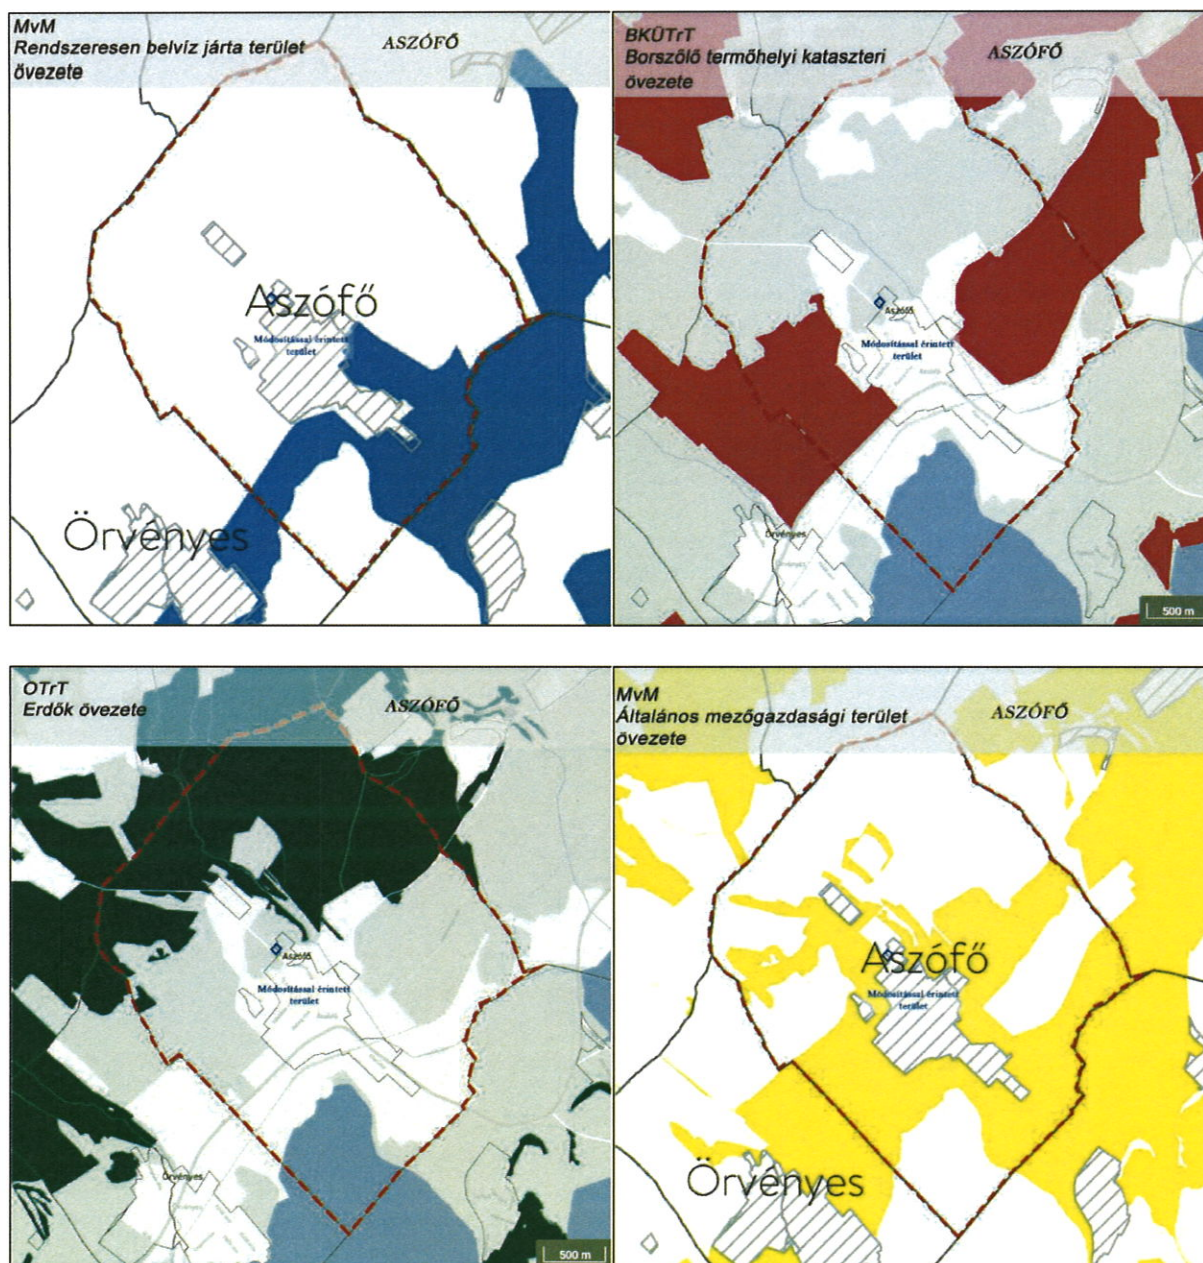 MvM
Rendszeresen belvíz járta terület
övezete
ASZÓFŐ
Aszófő
Módosítással érintett
terület
Örvényes
BKÜTrT
Borszőlő termőhelyi kataszteri
övezete
ASZÓFŐ
Aszófő
Módosítással érintett
terület
Örvényes
500 m
OTrT
Erdők övezete
ASZÓFŐ
Aszófő
Módosítással érintett
terület
Örvényes
500 m
MvM
Általános mezőgazdasági terület
övezete
ASZÓFŐ
Aszófő
Módosítással érintett
terület
Örvényes